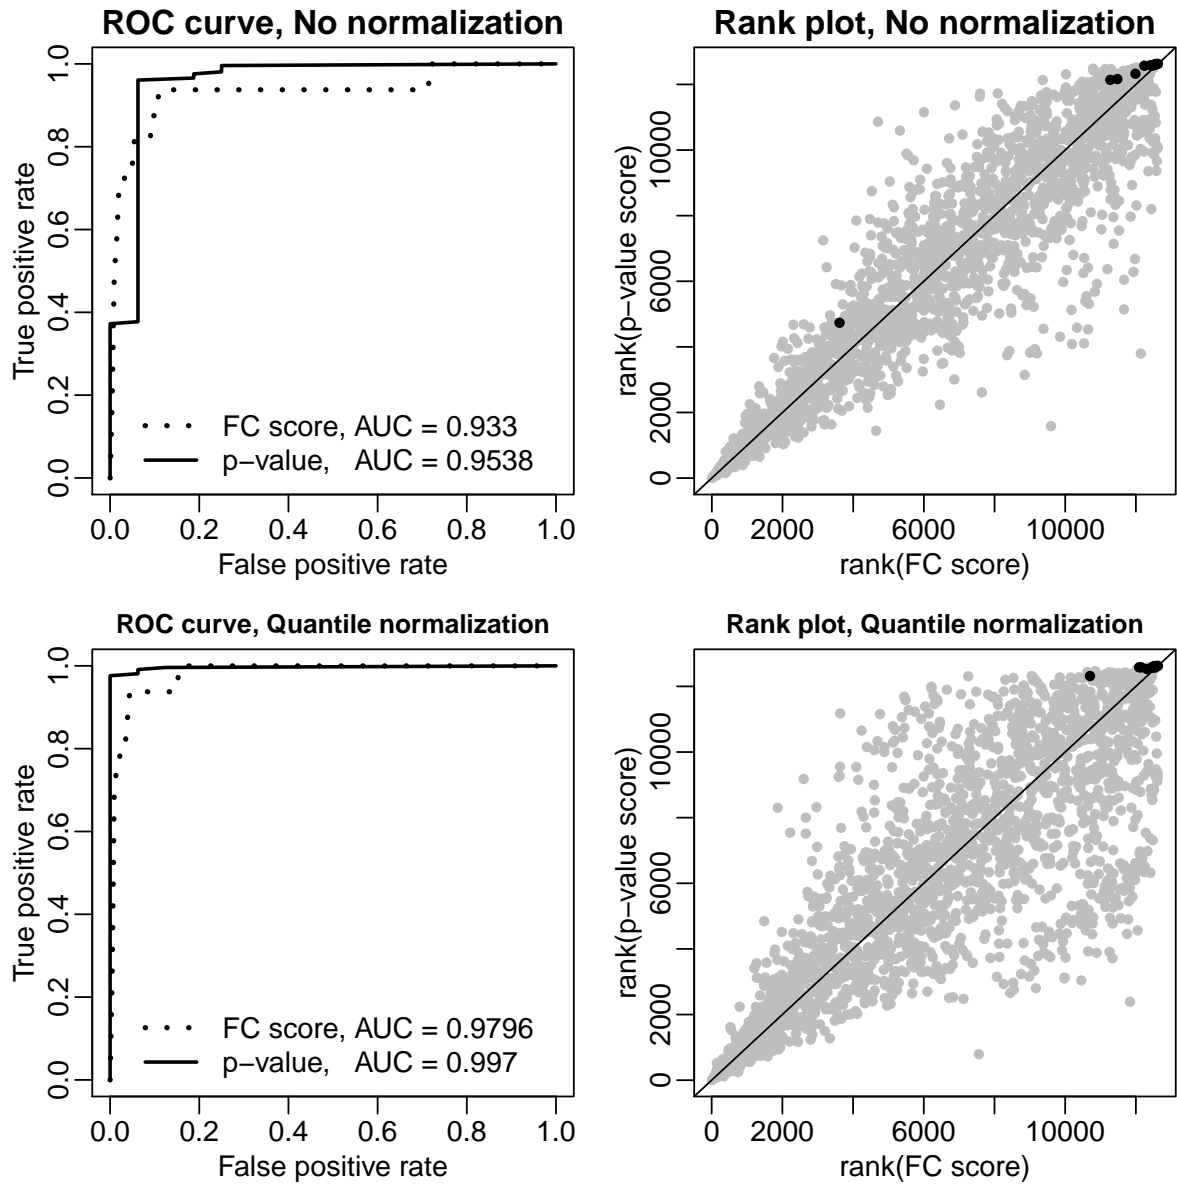 ROC curve, No normalization
1.0
0.8
0.6
0.4
0.2
0.0
True positive rate
FC score, AUC = 0.933
p−value, AUC = 0.9538
0.0 0.2 0.4 0.6 0.8 1.0
False positive rate
Rank plot, No normalization
10000
6000
2000
0
rank(p−value score)
0 2000 6000 10000
rank(FC score)
ROC curve, Quantile normalization
1.0
0.8
0.6
0.4
0.2
0.0
True positive rate
FC score, AUC = 0.9796
p−value, AUC = 0.997
0.0 0.2 0.4 0.6 0.8 1.0
False positive rate
Rank plot, Quantile normalization
10000
6000
2000
0
rank(p−value score)
0 2000 6000 10000
rank(FC score)